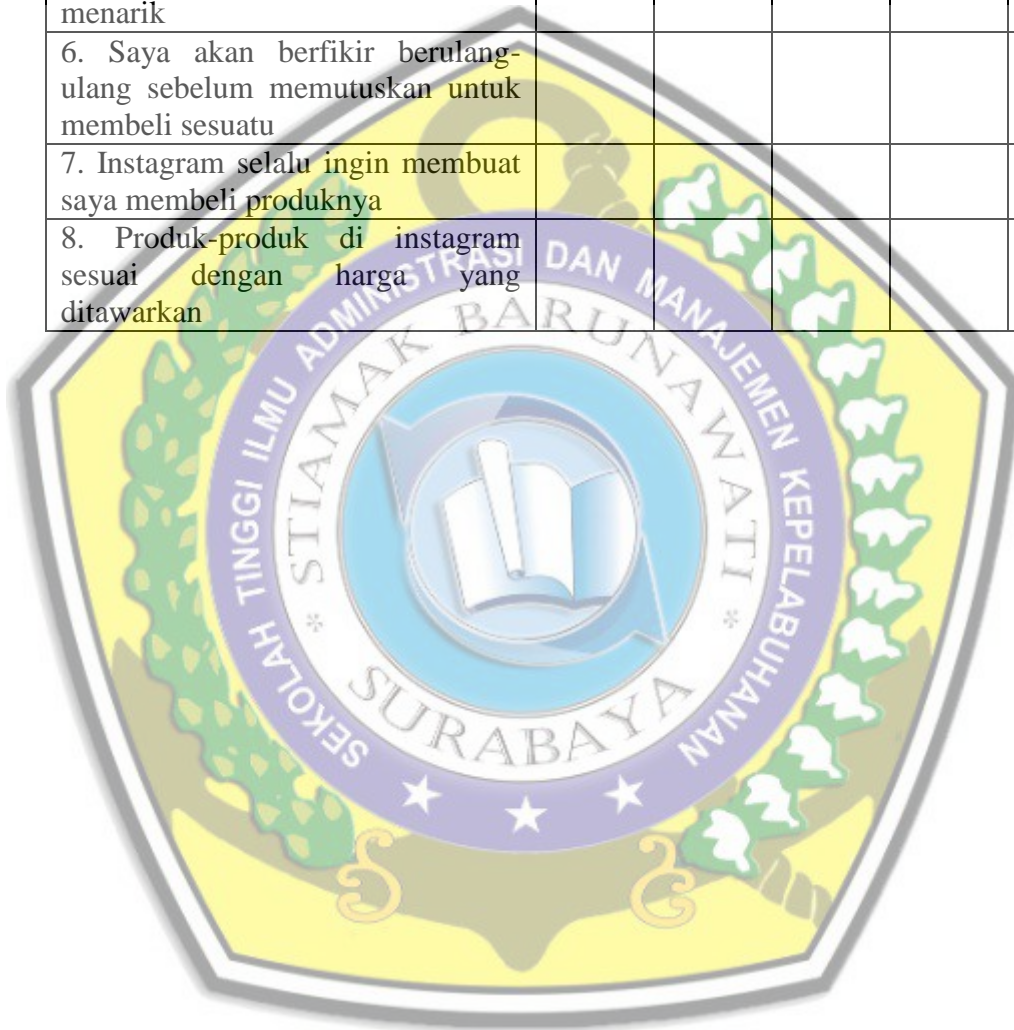 menarik
6. Saya akan berfikir berulang-
ulang sebelum memutuskan untuk
membeli sesuatu
7. Instagram selalu ingin membuat
saya membeli produknya
8. Produk-produk di instagram
sesuai dengan harga yang
ditawarkan
SEKOLAH TINGGI ILMU ADMINISTRASI DAN MANAJEMEN KEPELABUHANAN
STIAMAK BARUNAWATI
SURABAYA